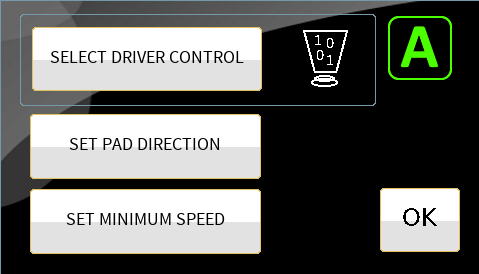 SELECT DRIVER CONTROL
10
01
A
SET PAD DIRECTION
SET MINIMUM SPEED
OK